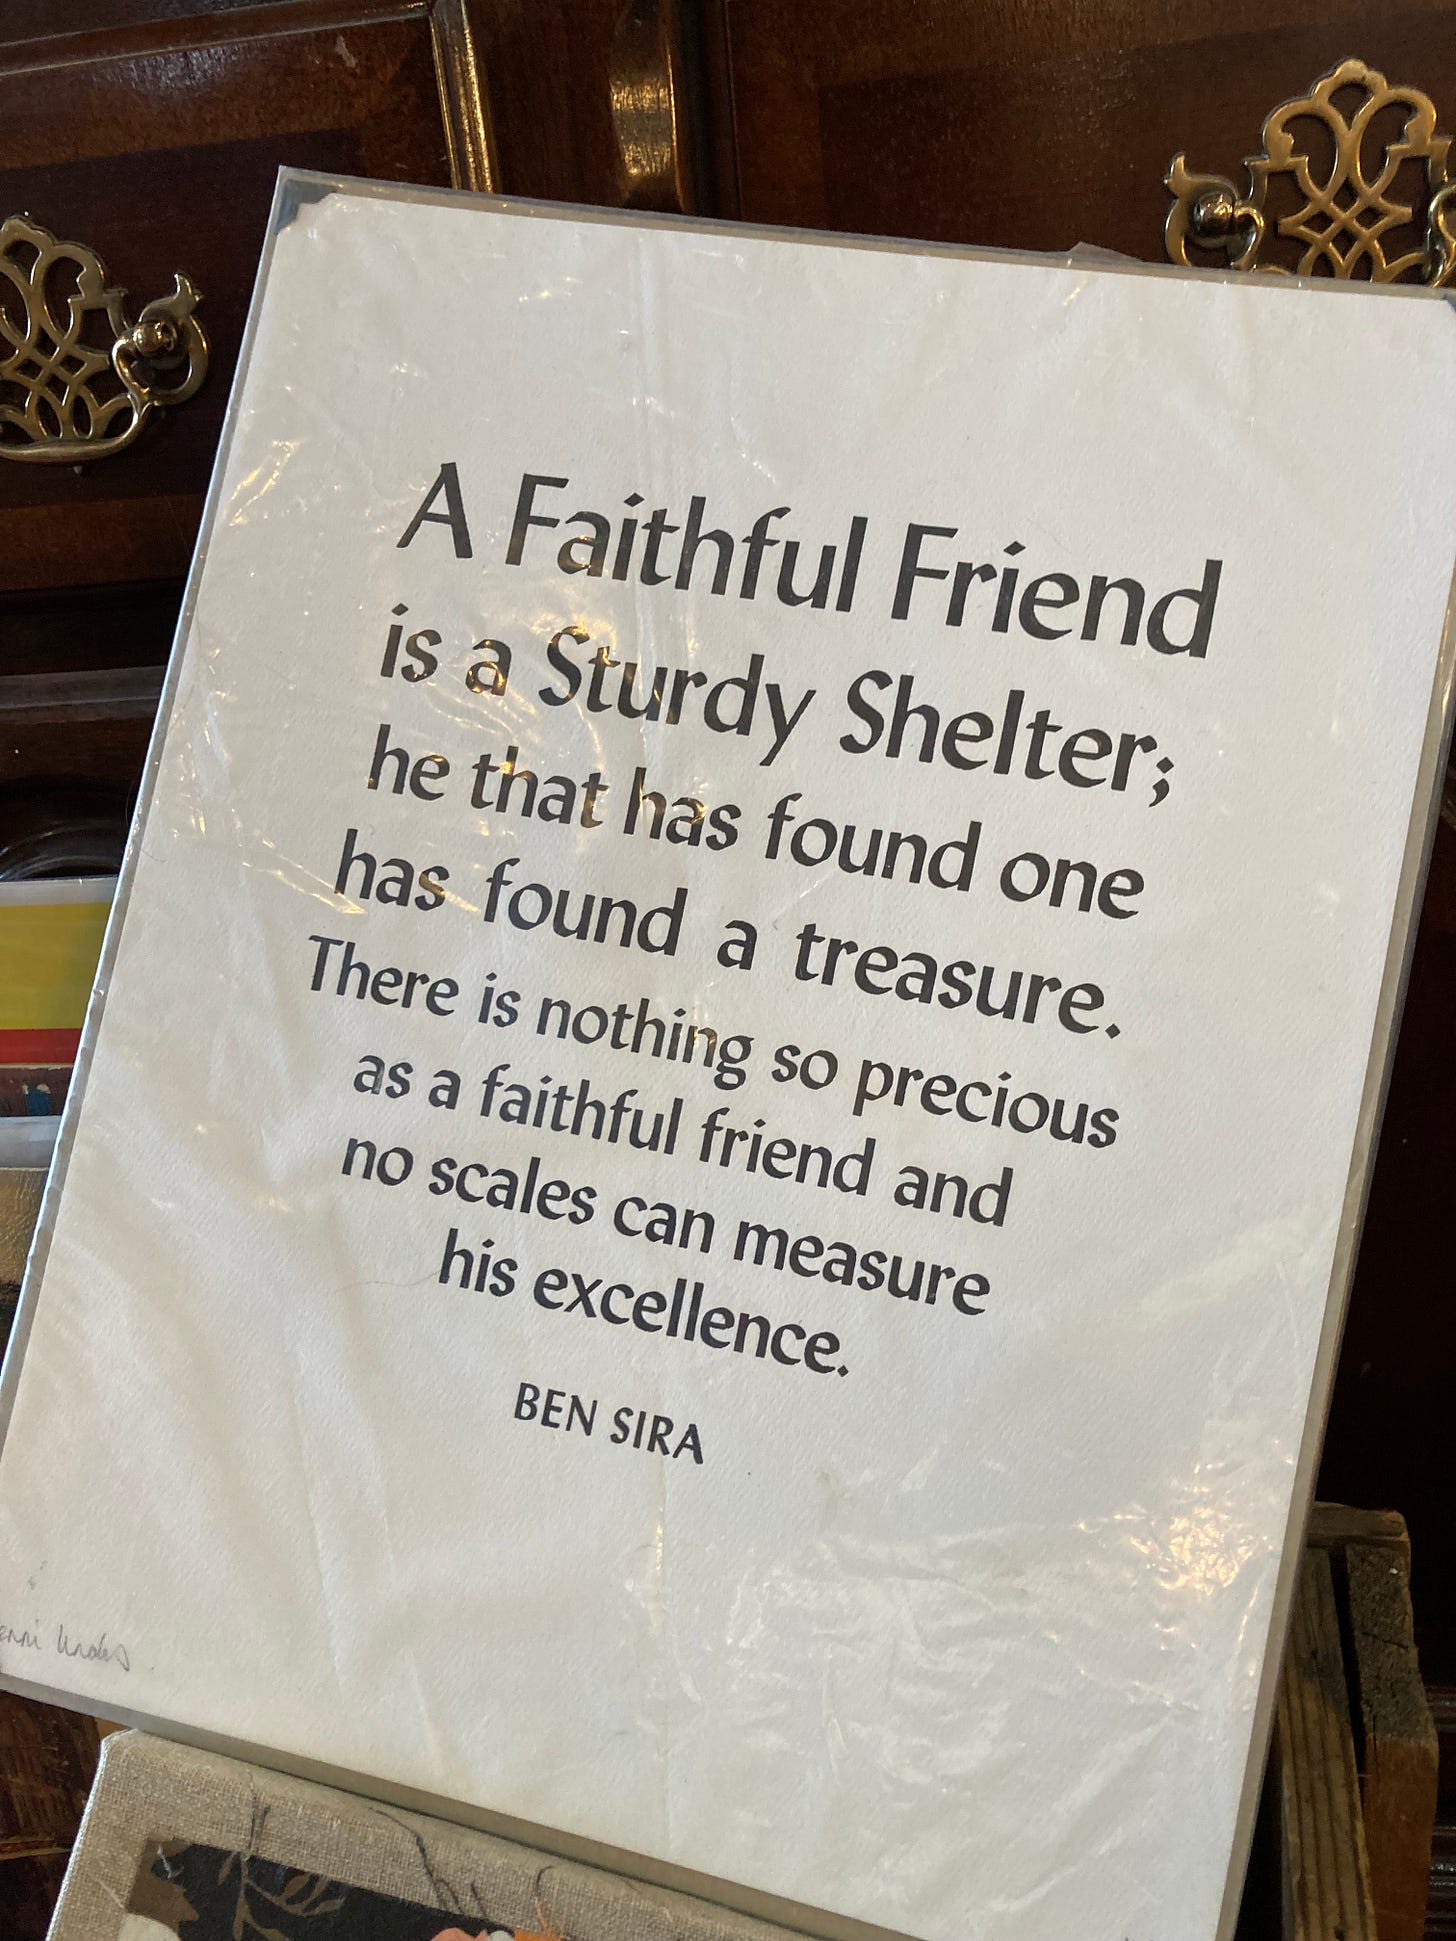 A Faithful Friend
is a Sturdy Shelter;
he that has found one
has found a treasure.
There is nothing so precious
as a faithful friend and
no scales can measure
his excellence.
BEN SIRA